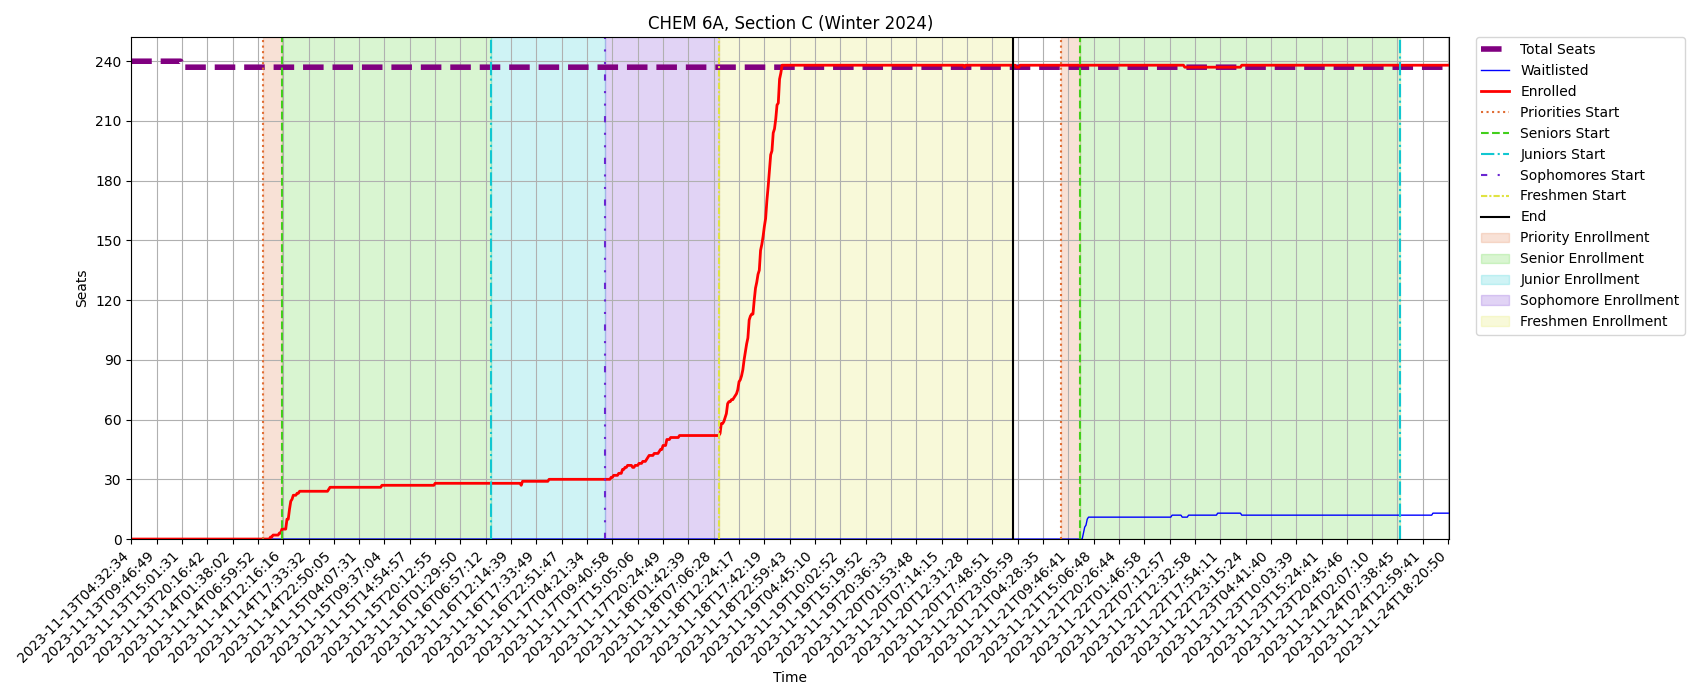 CHEM 6A, Section C (Winter 2024)
Total Seats
Waitlisted
Enrolled
Priorities Start
Seniors Start
Juniors Start
Sophomores Start
Freshmen Start
End
Priority Enrollment
Senior Enrollment
Junior Enrollment
Sophomore Enrollment
Freshmen Enrollment
Seats
240
210
180
150
120
90
60
30
0
2023-11-13T04:32:34
2023-11-13T09:46:49
2023-11-13T15:01:31
2023-11-13T20:16:42
2023-11-14T01:38:02
2023-11-14T06:59:52
2023-11-14T12:16:16
2023-11-14T17:33:32
2023-11-14T22:50:05
2023-11-15T04:07:31
2023-11-15T09:37:04
2023-11-15T14:54:57
2023-11-15T20:12:55
2023-11-16T01:29:50
2023-11-16T06:57:12
2023-11-16T12:14:39
2023-11-16T17:33:49
2023-11-16T22:51:47
2023-11-17T04:21:34
2023-11-17T09:40:58
2023-11-17T15:05:06
2023-11-17T20:24:49
2023-11-18T01:42:39
2023-11-18T07:06:28
2023-11-18T12:24:17
2023-11-18T17:42:19
2023-11-18T22:59:43
2023-11-19T04:45:10
2023-11-19T10:02:52
2023-11-19T15:19:52
2023-11-19T20:36:33
2023-11-20T01:53:48
2023-11-20T07:14:15
2023-11-20T12:31:28
2023-11-20T17:48:51
2023-11-20T23:05:59
2023-11-21T04:28:35
2023-11-21T09:46:41
2023-11-21T15:06:48
2023-11-21T20:26:44
2023-11-22T01:46:58
2023-11-22T07:12:57
2023-11-22T12:32:58
2023-11-22T17:54:11
2023-11-22T23:15:24
2023-11-23T04:41:40
2023-11-23T10:03:39
2023-11-23T15:24:41
2023-11-23T20:45:46
2023-11-24T02:07:10
2023-11-24T07:38:45
2023-11-24T12:59:41
2023-11-24T18:20:50
Time